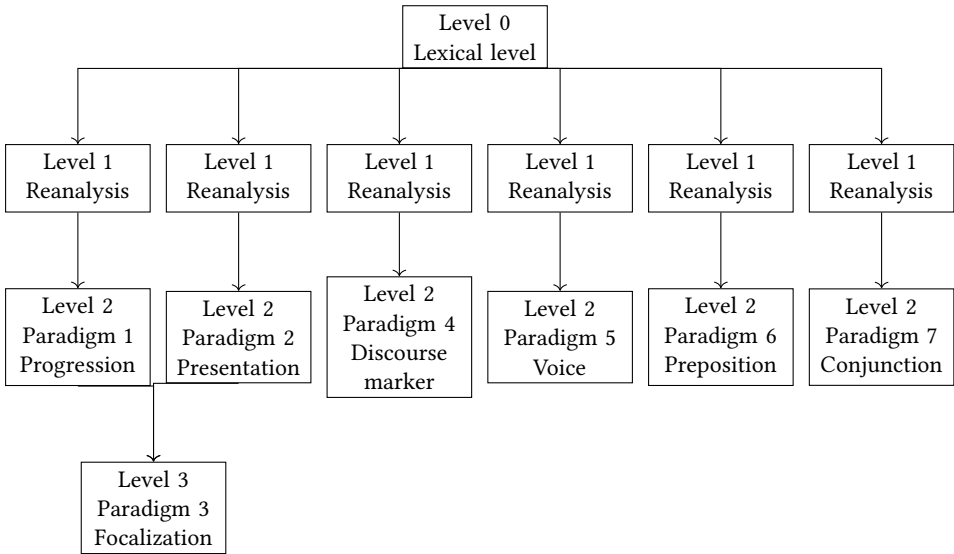 Level 0
Lexical level
Level 1
Reanalysis
Level 1
Reanalysis
Level 1
Reanalysis
Level 1
Reanalysis
Level 1
Reanalysis
Level 1
Reanalysis
Level 2
Paradigm 1
Progression
Level 2
Paradigm 2
Presentation
Level 2
Paradigm 4
Discourse
marker
Level 2
Paradigm 5
Voice
Level 2
Paradigm 6
Preposition
Level 2
Paradigm 7
Conjunction
Level 3
Paradigm 3
Focalization